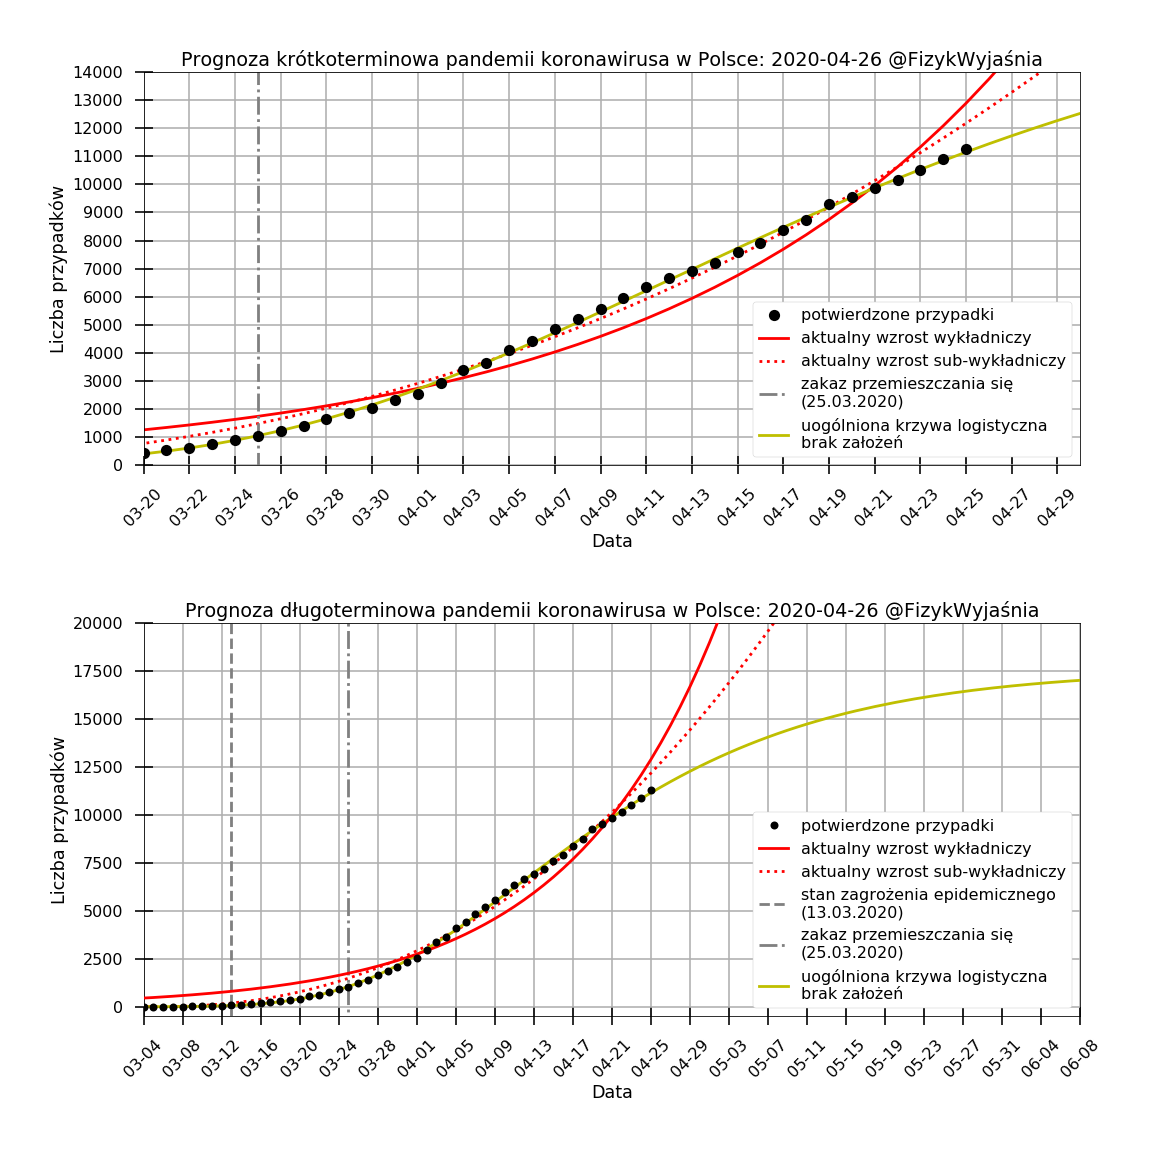 Prognoza krótkoterminowa pandemii koronawirusa w Polsce: 2020-04-26 @FizykWyjaśnia
14000
13000
12000
11000
10000
9000
8000
7000
6000
5000
4000
3000
2000
1000
0
Liczba przypadków
potwierdzone przypadki
aktualny wzrost wykładniczy
aktualny wzrost sub-wykładniczy
zakaz przemieszczania się
(25.03.2020)
uogólniona krzywa logistyczna
brak założeń
03-20 03-22 03-24 03-26 03-28 03-30 04-01 04-03 04-05 04-07 04-09 04-11 04-13 04-15 04-17 04-19 04-21 04-23 04-25 04-27 04-29
Data
Prognoza długoterminowa pandemii koronawirusa w Polsce: 2020-04-26 @FizykWyjaśnia
20000
17500
15000
12500
10000
7500
5000
2500
0
Liczba przypadków
potwierdzone przypadki
aktualny wzrost wykładniczy
aktualny wzrost sub-wykładniczy
stan zagrożenia epidemicznego
(13.03.2020)
zakaz przemieszczania się
(25.03.2020)
uogólniona krzywa logistyczna
brak założeń
03-04 03-08 03-12 03-16 03-20 03-24 03-28 04-01 04-05 04-09 04-13 04-17 04-21 04-25 04-29 05-03 05-07 05-11 05-15 05-19 05-23 05-27 05-31 06-04 06-08
Data